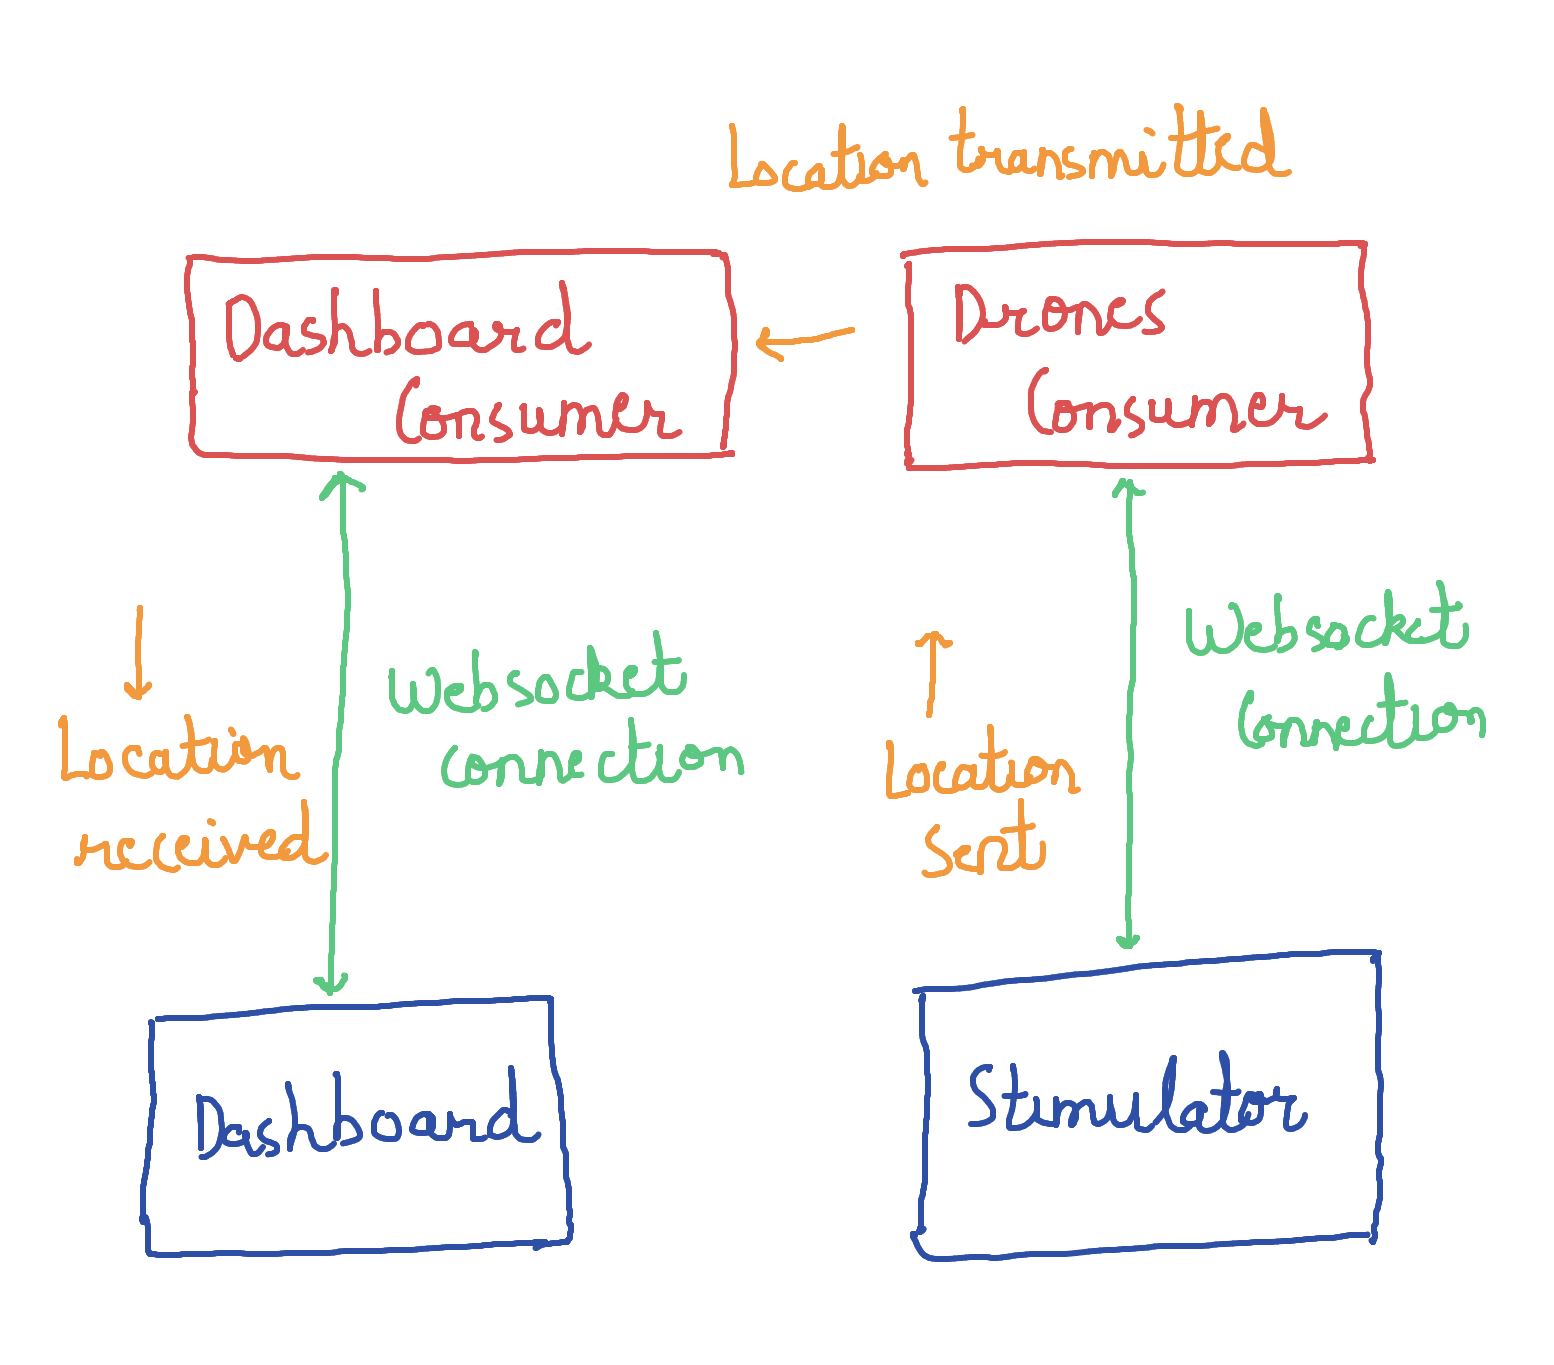 Location transmitted
Dashboard
Consumer
Drones
Consumer
Websocket
connection
Websocket
Connection
Location
received
Location
Sent
Dashboard
Stimulator